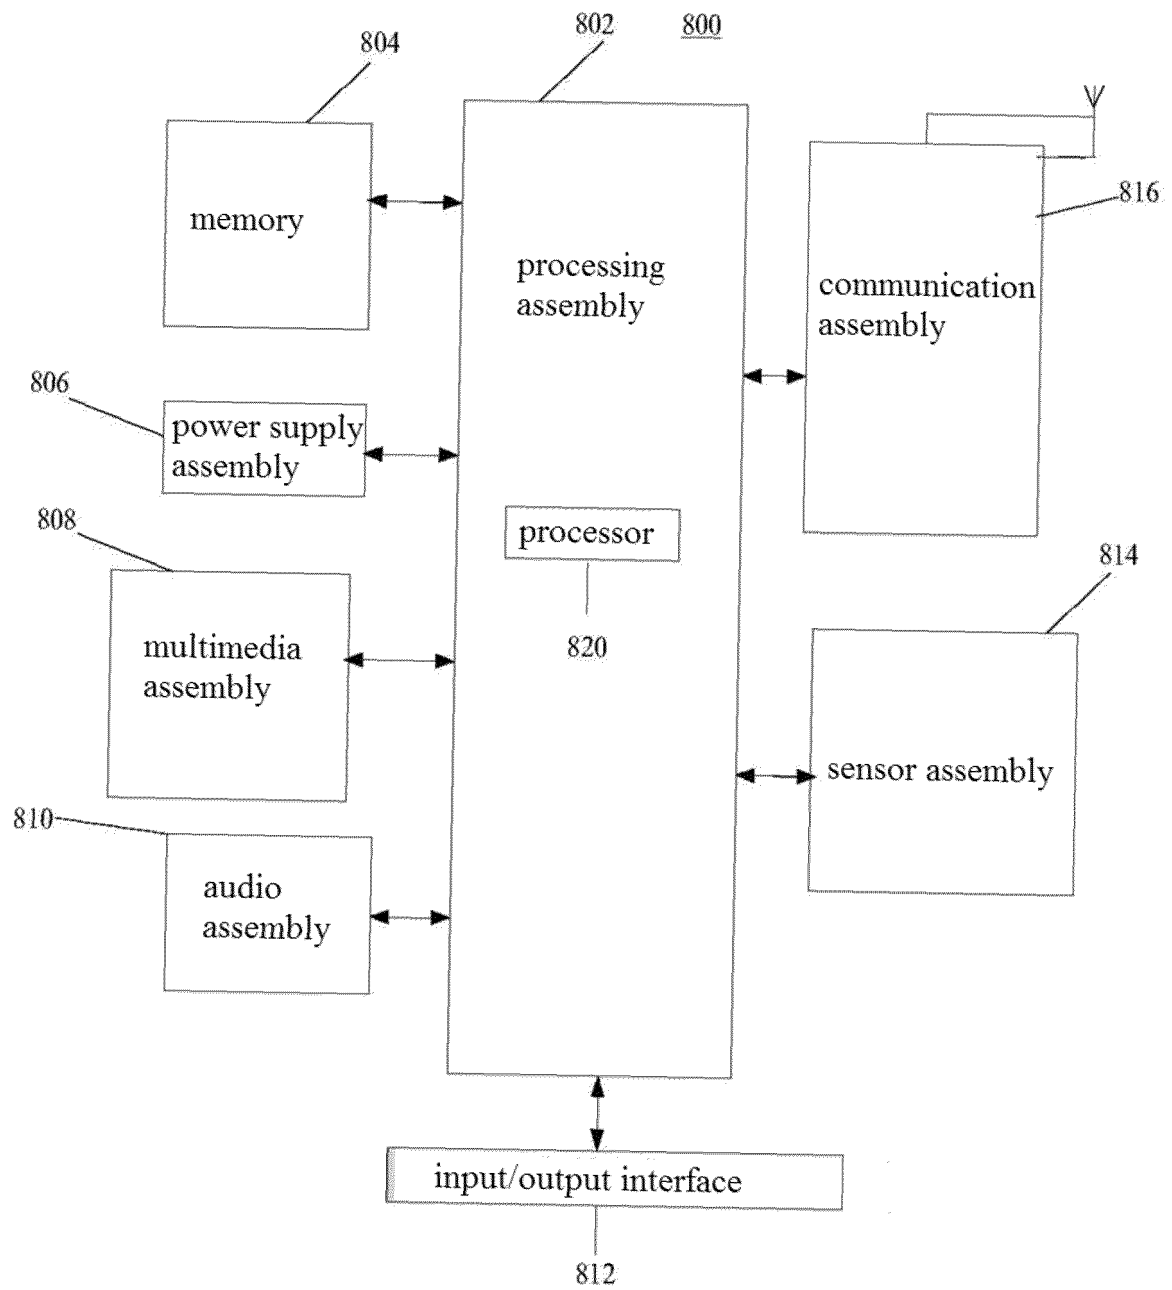 802
800
804
816
memory
processing
assembly
communication
assembly
806
power supply
assembly
808
processor
814
820
multimedia
assembly
sensor assembly
810
audio
assembly
input/output interface
812